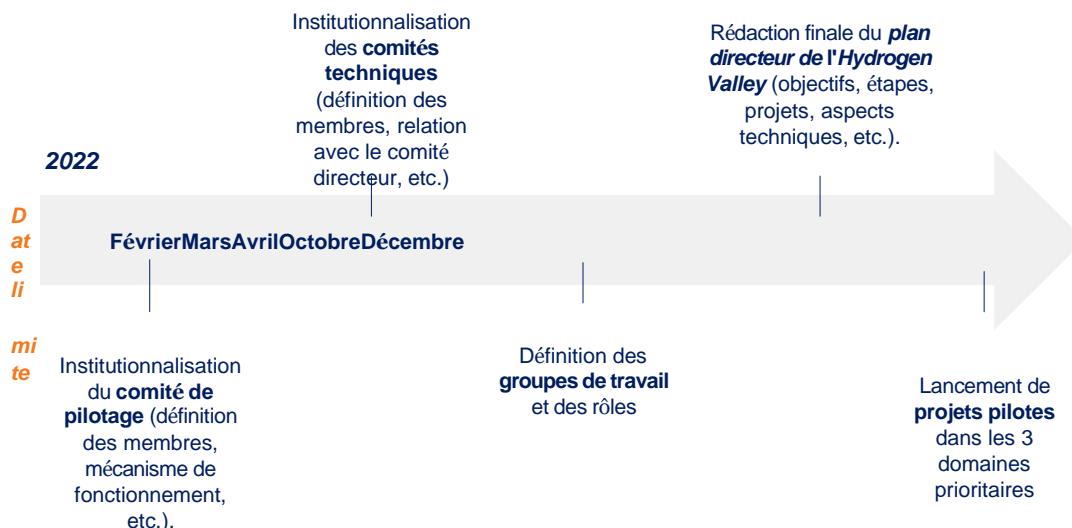 Institutionnalisation
des comités
techniques
(définition des
membres, relation
avec le comité
directeur, etc.)
Rédaction finale du plan
directeur de l'Hydrogen
Valley (objectifs, étapes,
projets, aspects
techniques, etc.).
2022
D
at
e
li
mi
te
FévrierMarsAvrilOctobreDécembre
Institutionnalisation
du comité de
pilotage (définition
des membres,
mécanisme de
fonctionnement,
etc.).
Définition des
groupes de travail
et des rôles
Lancement de
projets pilotes
dans les 3
domaines
prioritaires